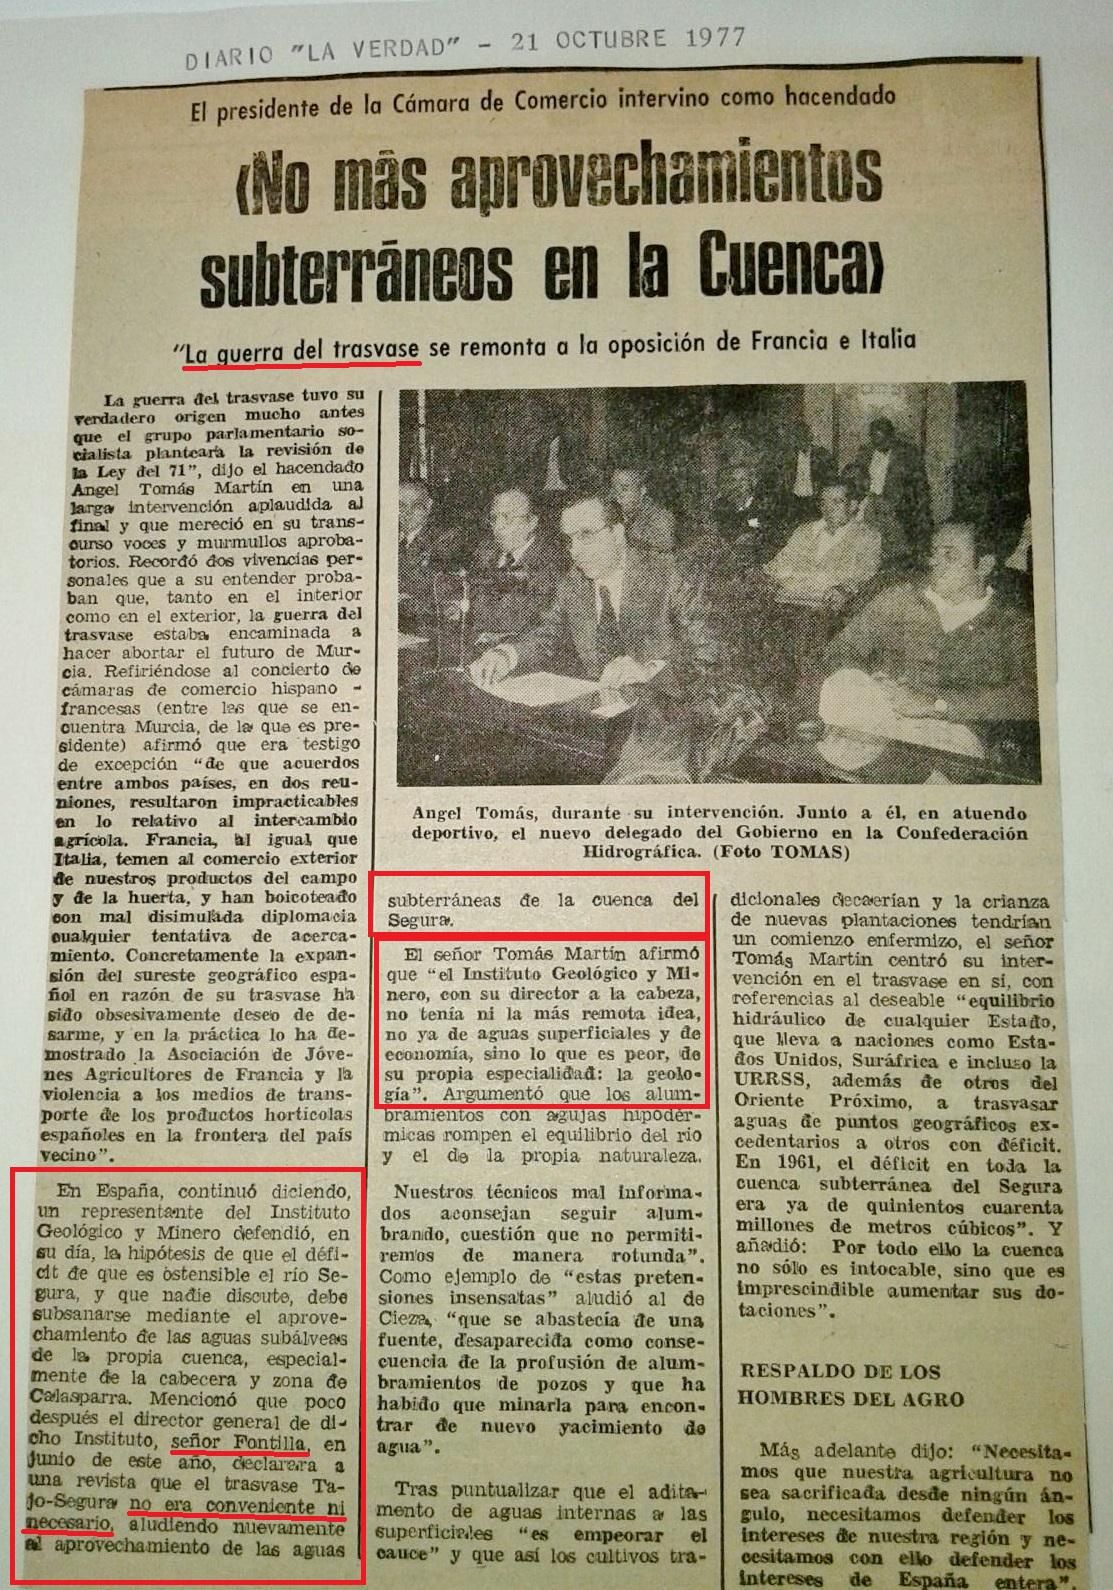 DIARIO "LA VERDAD" - 21 OCTUBRE 1977
El presidente de la Cámara de Comercio intervino como hacendado
«No más aprovechamientos
subterráneos en la Cuenca»
"La guerra del trasvase se remonta a la oposición de Francia e Italia
La guerra del trasvase tuvo su
verdadero origen mucho antes
que el grupo parlamentario so-
cialista planteara la revisión de
la Ley del 71", dijo el hacendado
Angel Tomás Martín en una
larga intervención aplaudida al
final y que mereció en su trans-
curso voces y murmullos aproba-
torios. Recordó dos vivencias per-
sonales que a su entender proba-
ban que, tanto en el interior
como en el exterior, la guerra del
trasvase estaba encaminada a
hacer abortar el futuro de Mur-
cia. Refiriéndose al concierto de
cámaras de comercio hispano -
francesas (entre las que se en-
cuentra Murcia, de la que es pre-
sidente) afirmó que era testigo
de excepción "de que acuerdos
entre ambos países, en dos reu-
niones, resultaron impracticables
en lo relativo al intercambio
agrícola. Francia, al igual que
Italia, temen al comercio exterior
de nuestros productos del campo
y de la huerta, y han boicoteado
con mal disimulada diplomacia
cualquier tentativa de acerca-
miento. Concretamente la expan-
sión del sureste geográfico espa-
ñol en razón de su trasvase ha
sido obsesivamente deseo de de-
sarme, y en la práctica lo ha de-
mostrado la Asociación de Jóve-
nes Agricultores de Francia y la
violencia a los medios de trans-
porte de los productos hortícolas
españoles en la frontera del país
vecino".
En España, continuó diciendo,
un representante del Instituto
Geológico y Minero defendió, en
su día, la hipótesis de que el défi-
cit de que es ostensible el río Se-
gura, y que nadie discute, debe
subsanarse mediante el aprove-
chamiento de las aguas subálveas
de la propia cuenca, especial-
mente de la cabecera y zona de
Calasparra. Mencionó que poco
después el director general de di-
cho Instituto, señor Fontilla, en
junio de este año, declarara a
una revista que el trasvase Ta-
jo-Segura no era conveniente ni
necesario, aludiendo nuevamente
al aprovechamiento de las aguas
Angel Tomás, durante su intervención. Junto a él, en atuendo
deportivo, el nuevo delegado del Gobierno en la Confederación
Hidrográfica. (Foto TOMAS)
subterráneas de la cuenca del
Segura.
El señor Tomás Martín afirmó
que "el Instituto Geológico y Mi-
nero, con su director a la cabeza,
no tenía ni la más remota idea,
no ya de aguas superficiales y de
economía, sino lo que es peor, de
su propia especialidad: la geolo-
gía". Argumentó que los alum-
bramientos con agujas hipodér-
micas rompen el equilibrio del río
y el de la propia naturaleza.
Nuestros técnicos mal informa-
dos aconsejan seguir alum-
brando, cuestión que no permiti-
remos de manera rotunda".
Como ejemplo de "estas preten-
siones insensatas" aludió al de
Cieza, "que se abastecía de una
fuente, desaparecida como conse-
cuencia de la profusión de alum-
bramientos de pozos y que ha
habido que minarla para encon-
trar de nuevo yacimiento de
agua".
Tras puntualizar que el adita-
mento de aguas internas a las
superficiales "es empeorar el
cauce" y que así los cultivos tra-
dicionales decaerían y la crianza
de nuevas plantaciones tendrían
un comienzo enfermizo, el señor
Tomás Martín centró su inter-
vención en el trasvase en sí, con
referencias al deseable "equilibrio
hidráulico de cualquier Estado,
que lleva a naciones como Esta-
dos Unidos, Suráfrica e incluso la
URRSS, además de otros del
Oriente Próximo, a trasvasar
aguas de puntos geográficos ex-
cedentarios a otros con déficit.
En 1961, el déficit en toda la
cuenca subterránea del Segura
era ya de quinientos cuarenta
millones de metros cúbicos". Y
añadió: Por todo ello la cuenca
no sólo es intocable, sino que es
imprescindible aumentar sus do-
taciones".
RESPALDO DE LOS
HOMBRES DEL AGRO
Más adelante dijo: "Necesita-
mos que nuestra agricultura no
sea sacrificada desde ningún án-
gulo, necesitamos defender los
intereses de nuestra región y ne-
cesitamos con ello defender los
intereses de España entera".